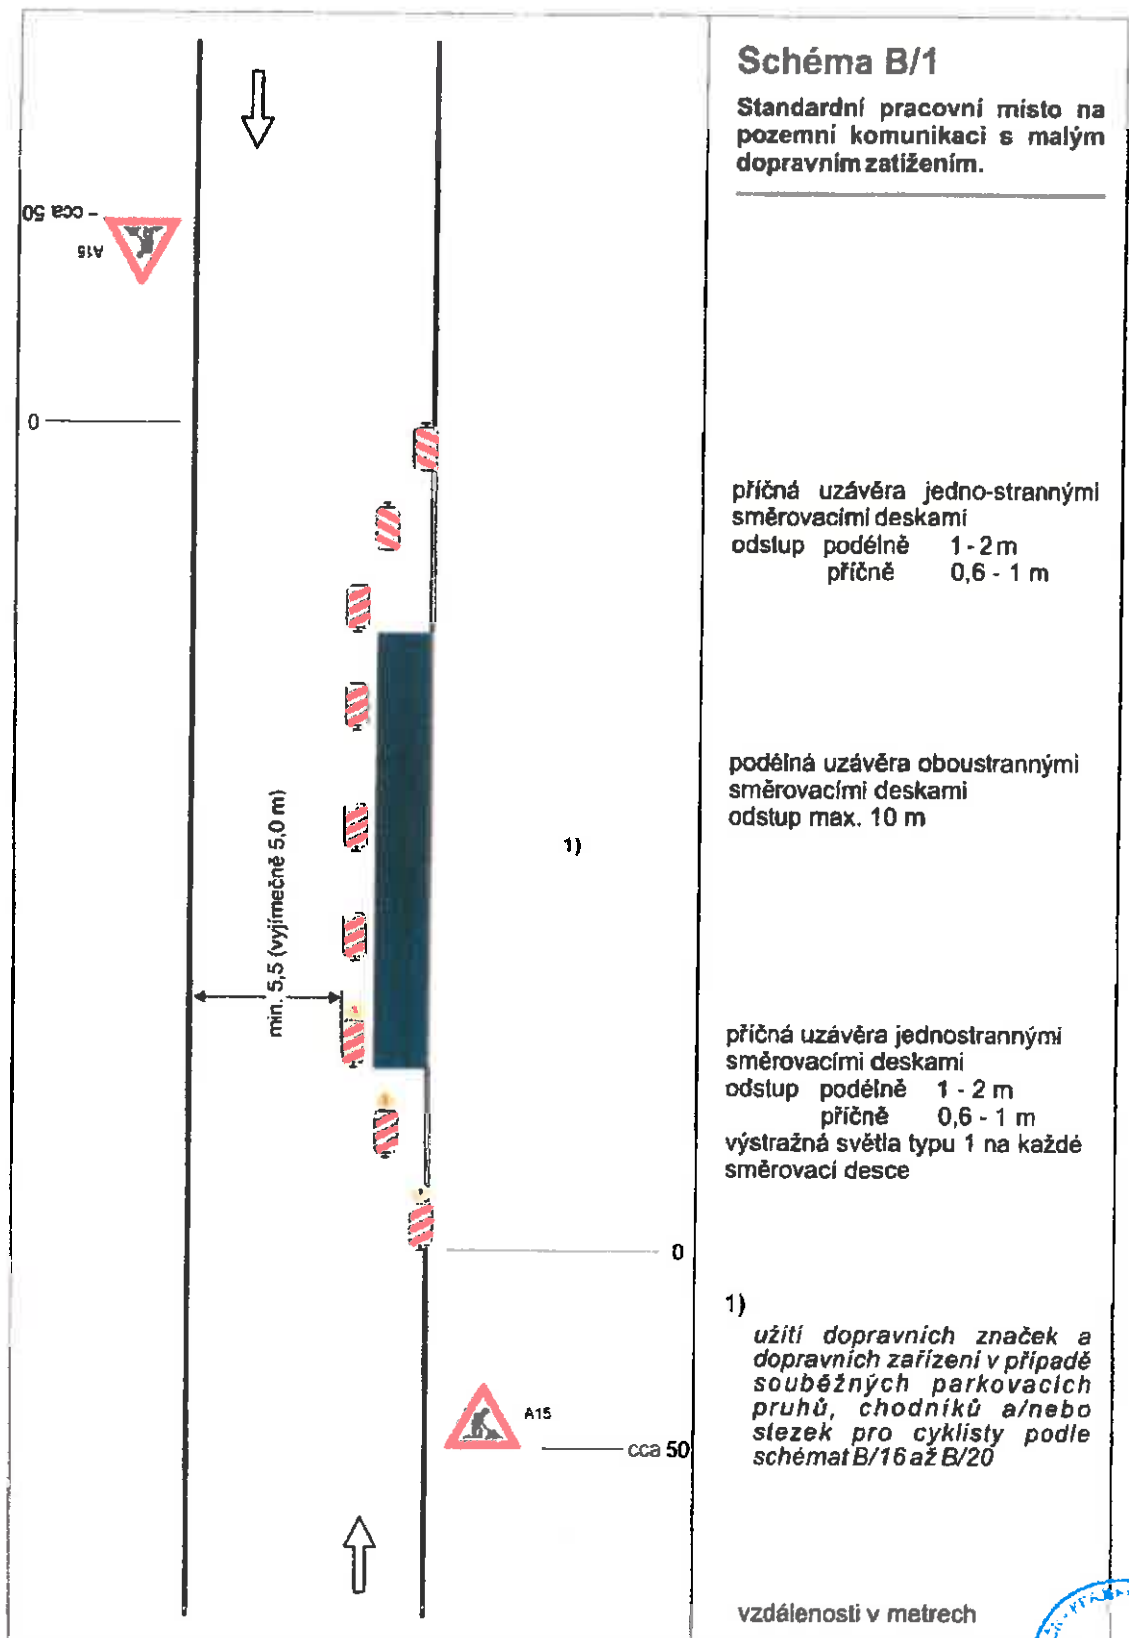 Schéma B/1
Standardní pracovní místo na
pozemní komunikaci s malým
dopravním zatížením.
cca 50
A15
0
příčná uzávěra jedno-strannými
směrovacími deskami
odstup podélně 1 - 2 m
příčně 0,6 - 1 m
podélná uzávěra oboustrannými
směrovacími deskami
odstup max. 10 m
1)
min. 5,5 (vyjímečně 5,0 m)
příčná uzávěra jednostrannými
směrovacími deskami
odstup podélně 1 - 2 m
příčně 0,6 - 1 m
výstražná světla typu 1 na každé
směrovací desce
0
1)
užití dopravních značek a
dopravních zařízení v případě
souběžných parkovacích
pruhů, chodníků a/nebo
stezek pro cyklisty podle
schémat B/16 až B/20
A15
cca 50
vzdálenosti v metrech